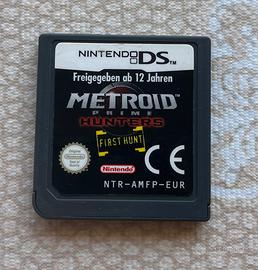 NINTENDO DS
Freigegeben ab 12 Jahren
METROID
PRIME
HUNTERS
FIRST HUNT
Nintendo
CE
NTR-AMFP-EUR